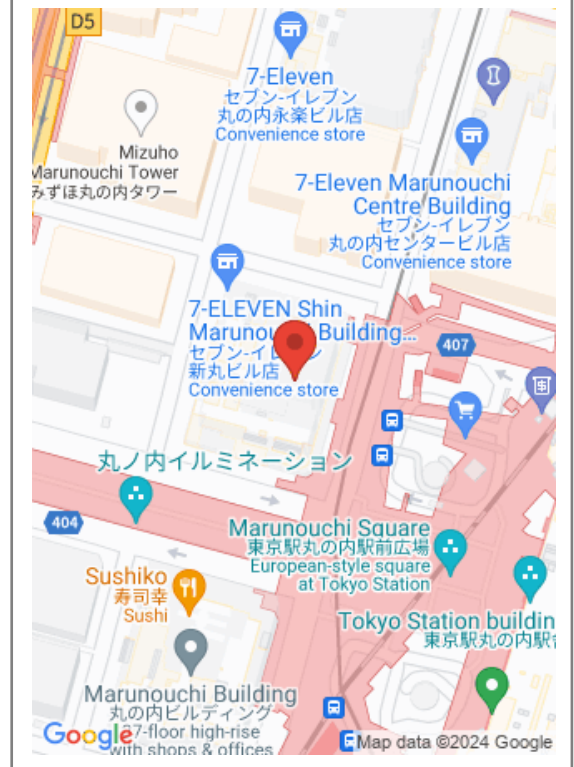 D5
7-Eleven
セブン-イレブン
丸の内永楽ビル店
Convenience store
Mizuho
Marunouchi Tower
みずほ丸の内タワー
7-Eleven Marunouchi
Centre Building
セブン-イレブン
丸の内センタービル店
Convenience store
7-ELEVEN Shin
Building...
新丸ビル店
Convenience store
407
丸ノ内イルミネーション
404
Marunouchi Square
東京駅丸の内駅前広場
European-style square
at Tokyo Station
Sushiko
寿司幸
Sushi
Tokyo Station
東京駅丸の内駅
Marunouchi Building
丸の内ビルディング
-floor high-rise
with shops & offices
Google
Map data ©2024 Google